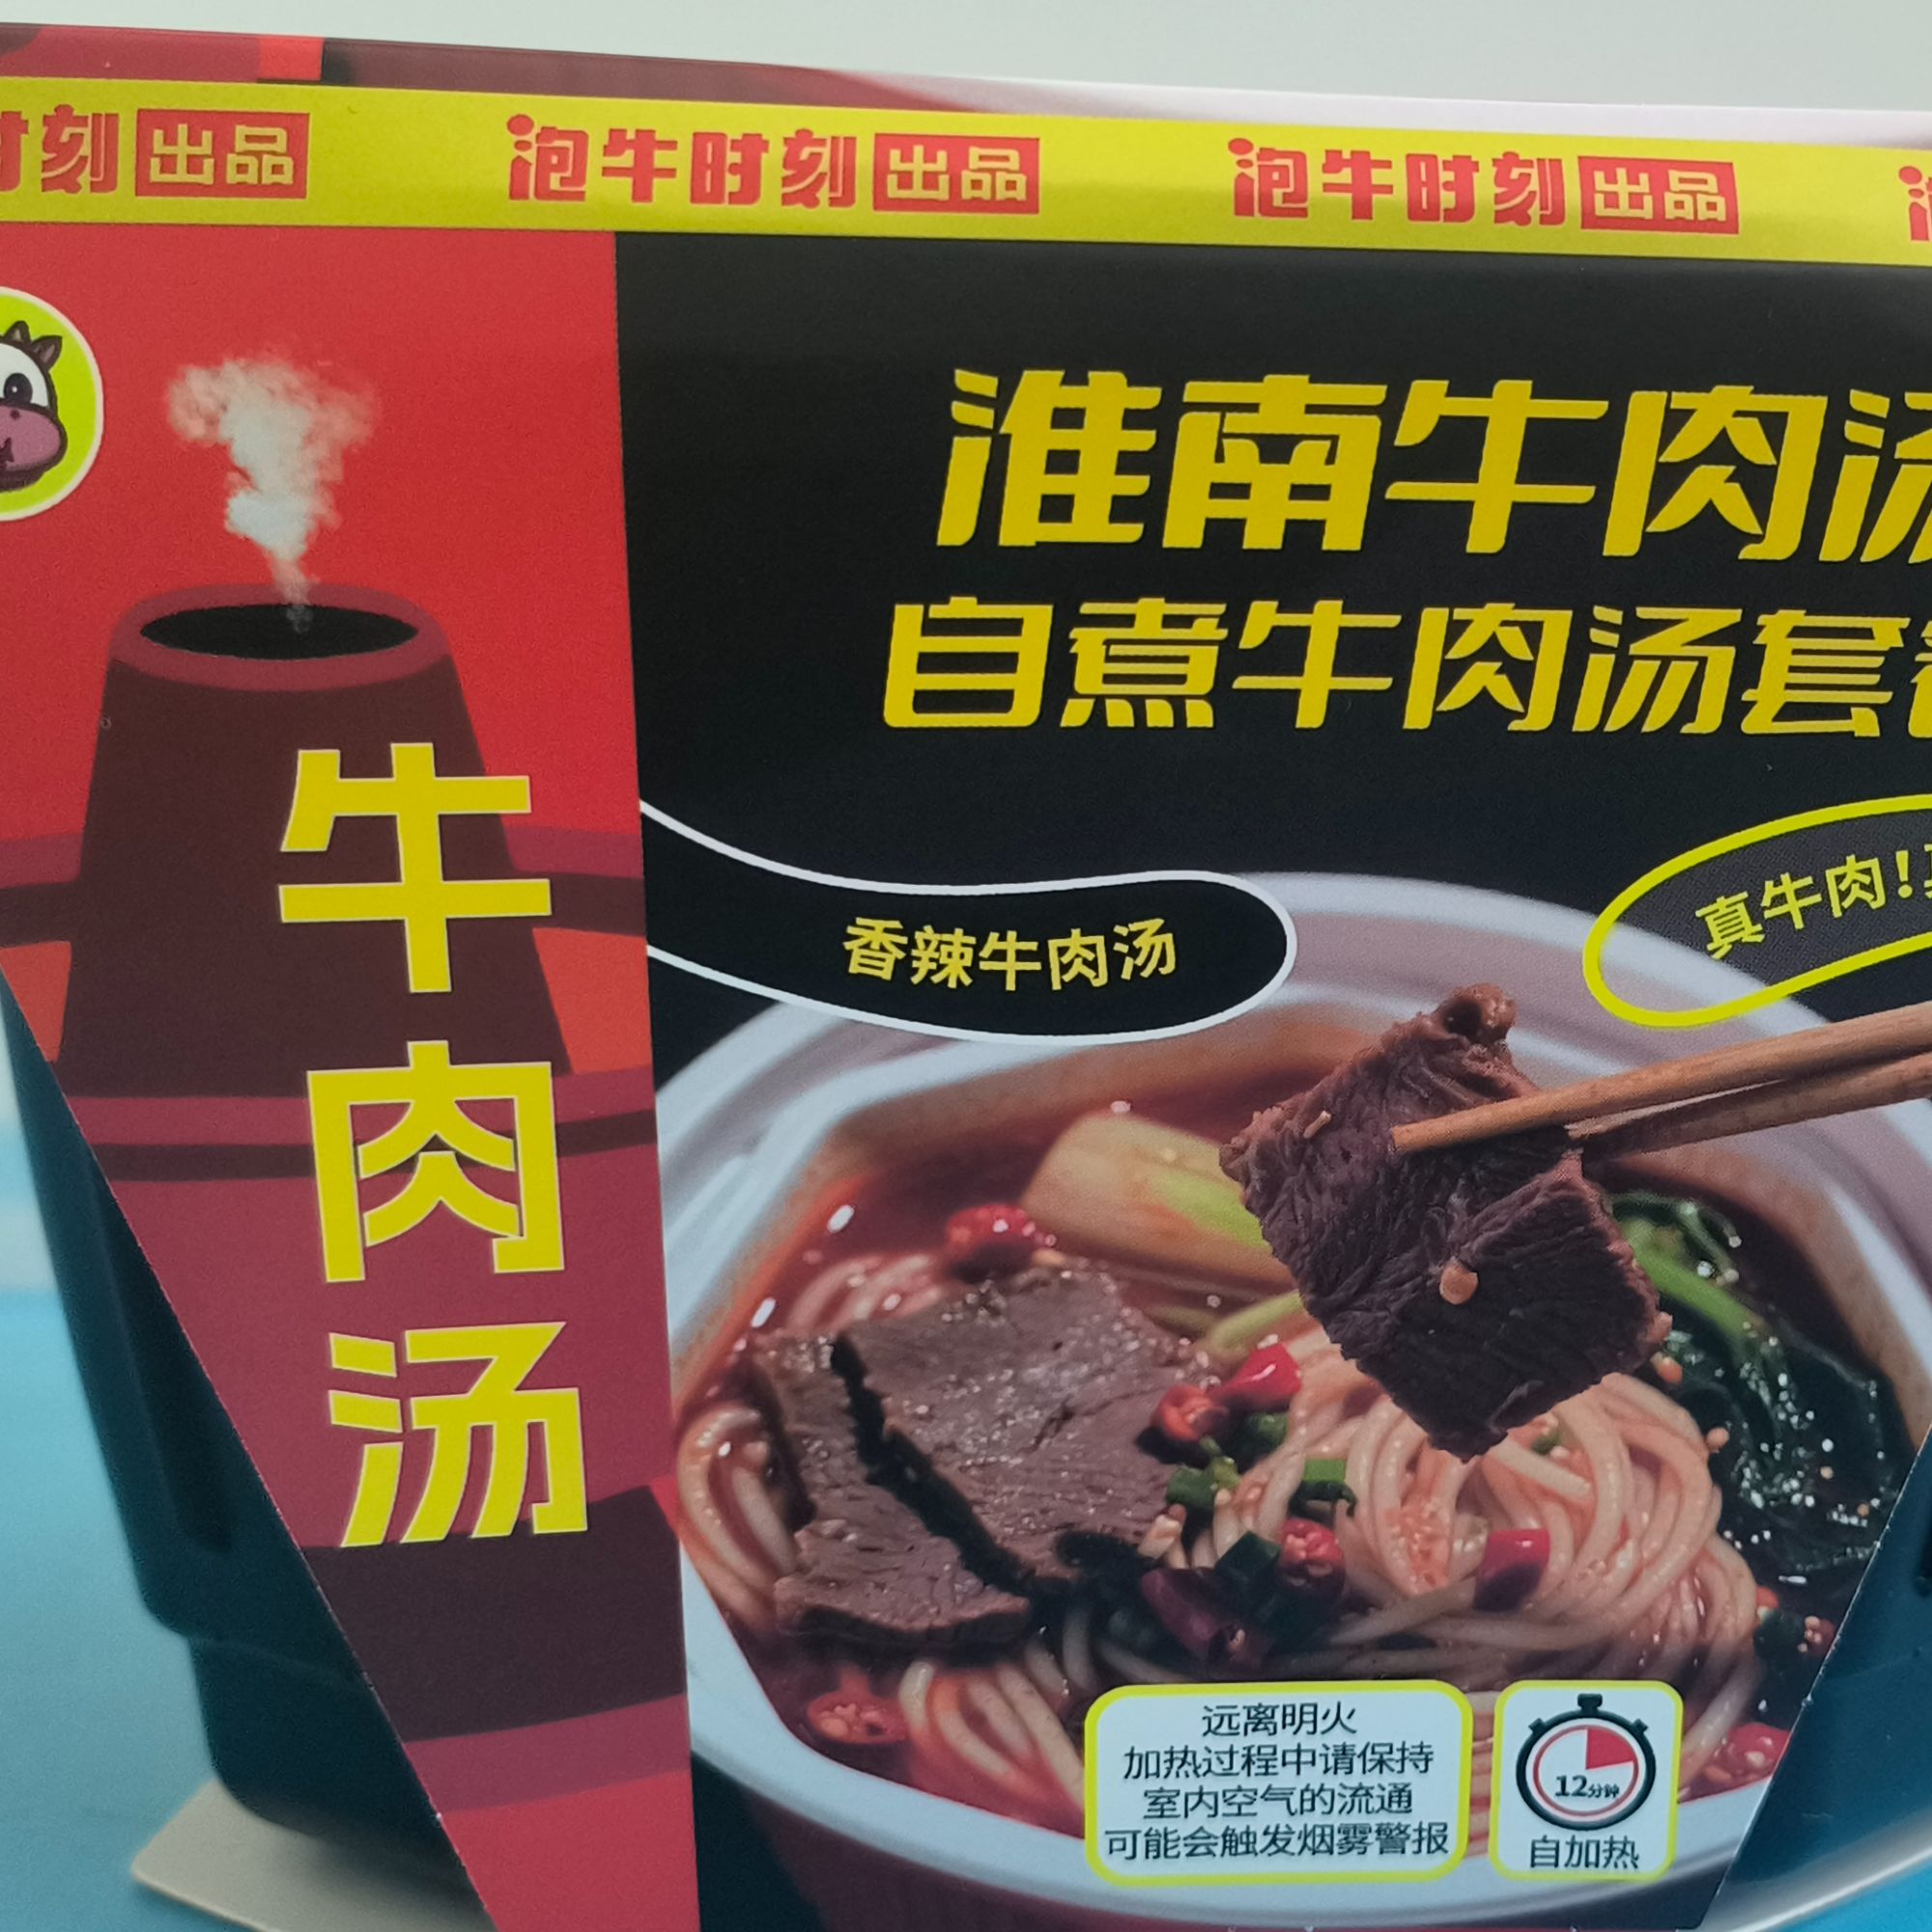 时刻出品 泡牛时刻出品 泡牛时刻出品
淮南牛肉汤
自煮牛肉汤套
牛肉汤
香辣牛肉汤
真牛肉!
远离明火
加热过程中请保持
室内空气的流通
可能会触发烟雾警报
12分钟
自加热